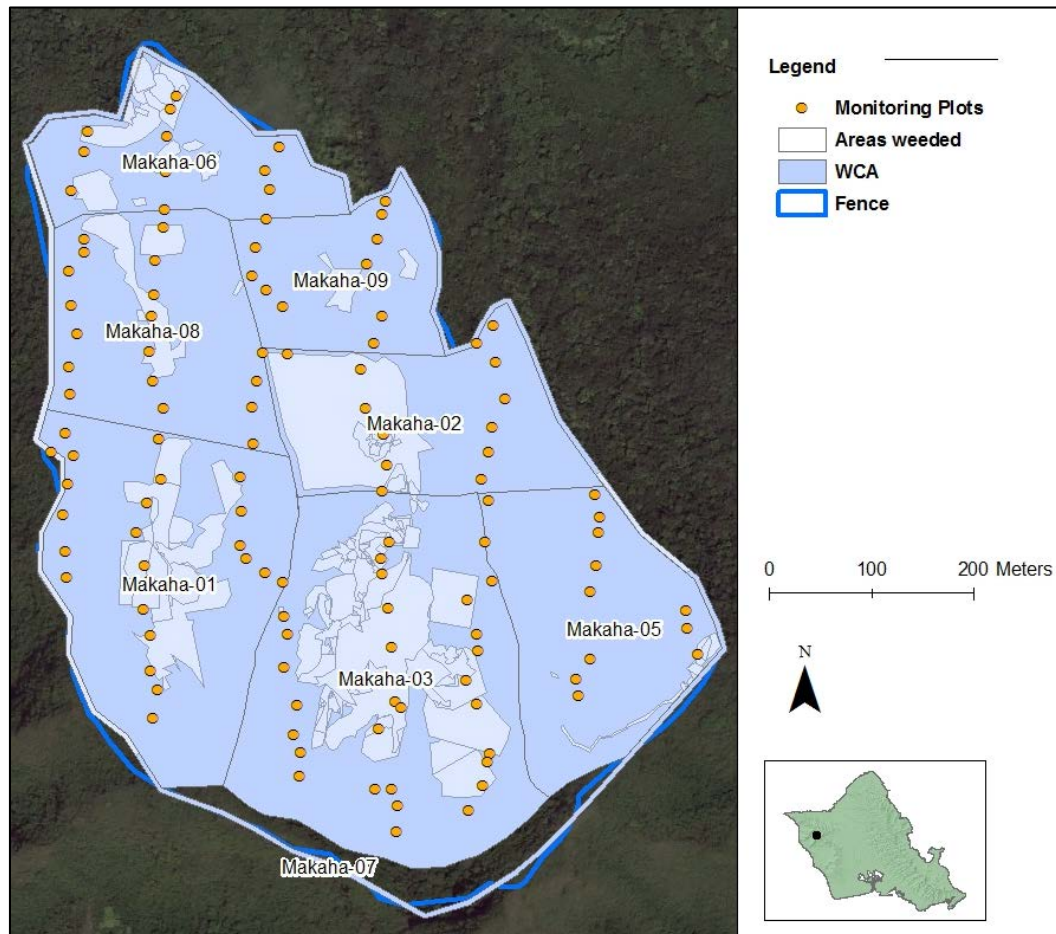 Legend
Monitoring Plots
Areas weeded
WCA
Fence
Makaha-06
Makaha-09
Makaha-08
Makaha-02
Makaha-01
Makaha-05
Makaha-03
Makaha-07
0 100 200 Meters
N